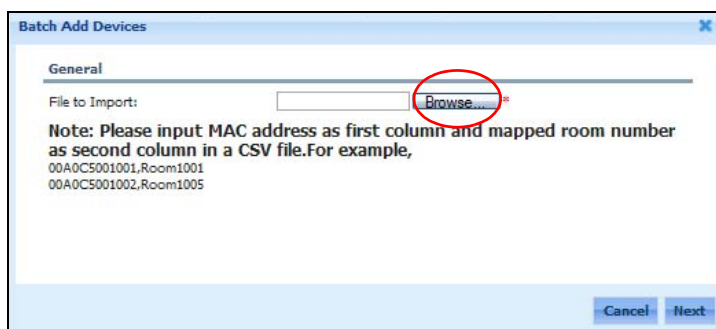 Batch Add Devices
General
File to Import: Browse... *
Note: Please input MAC address as first column and mapped room number
as second column in a CSV file.For example,
00A0C5001001,Room1001
00A0C5001002,Room1005
Cancel Next